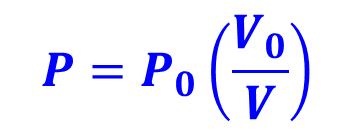 P = P₀ (V₀/V)